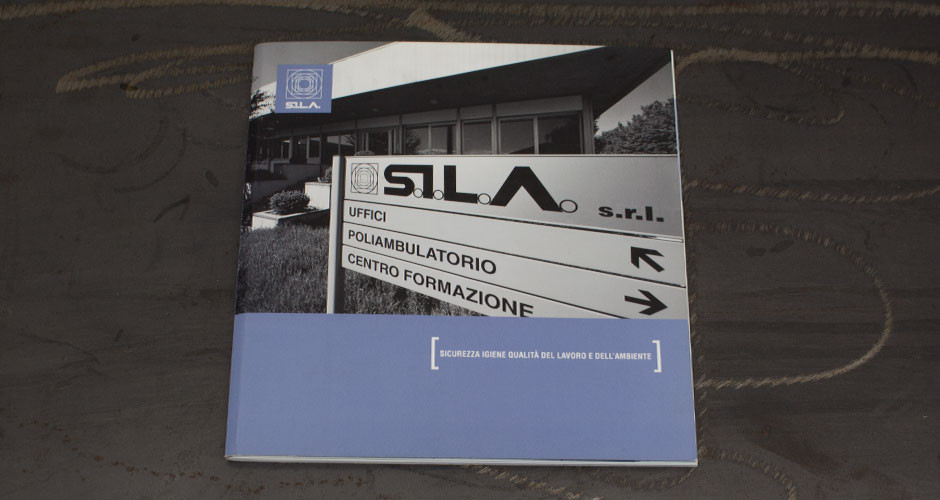 S.I.L.A.
S.I.L.A. s.r.l.
UFFICI
POLIAMBULATORIO
CENTRO FORMAZIONE
[SICUREZZA IGIENE QUALITÀ DEL LAVORO E DELL'AMBIENTE]